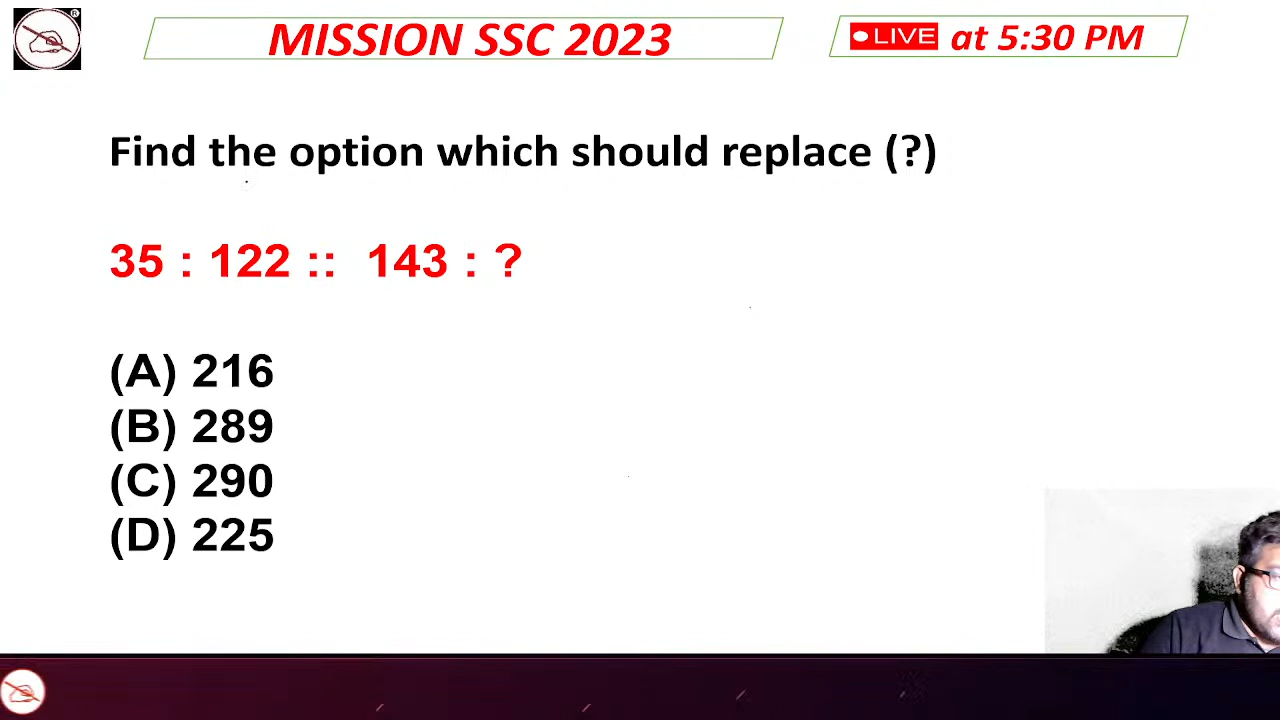 MISSION SSC 2023
LIVE at 5:30 PM
Find the option which should replace (?)
35 : 122 :: 143 : ?
(A) 216
(B) 289
(C) 290
(D) 225
®